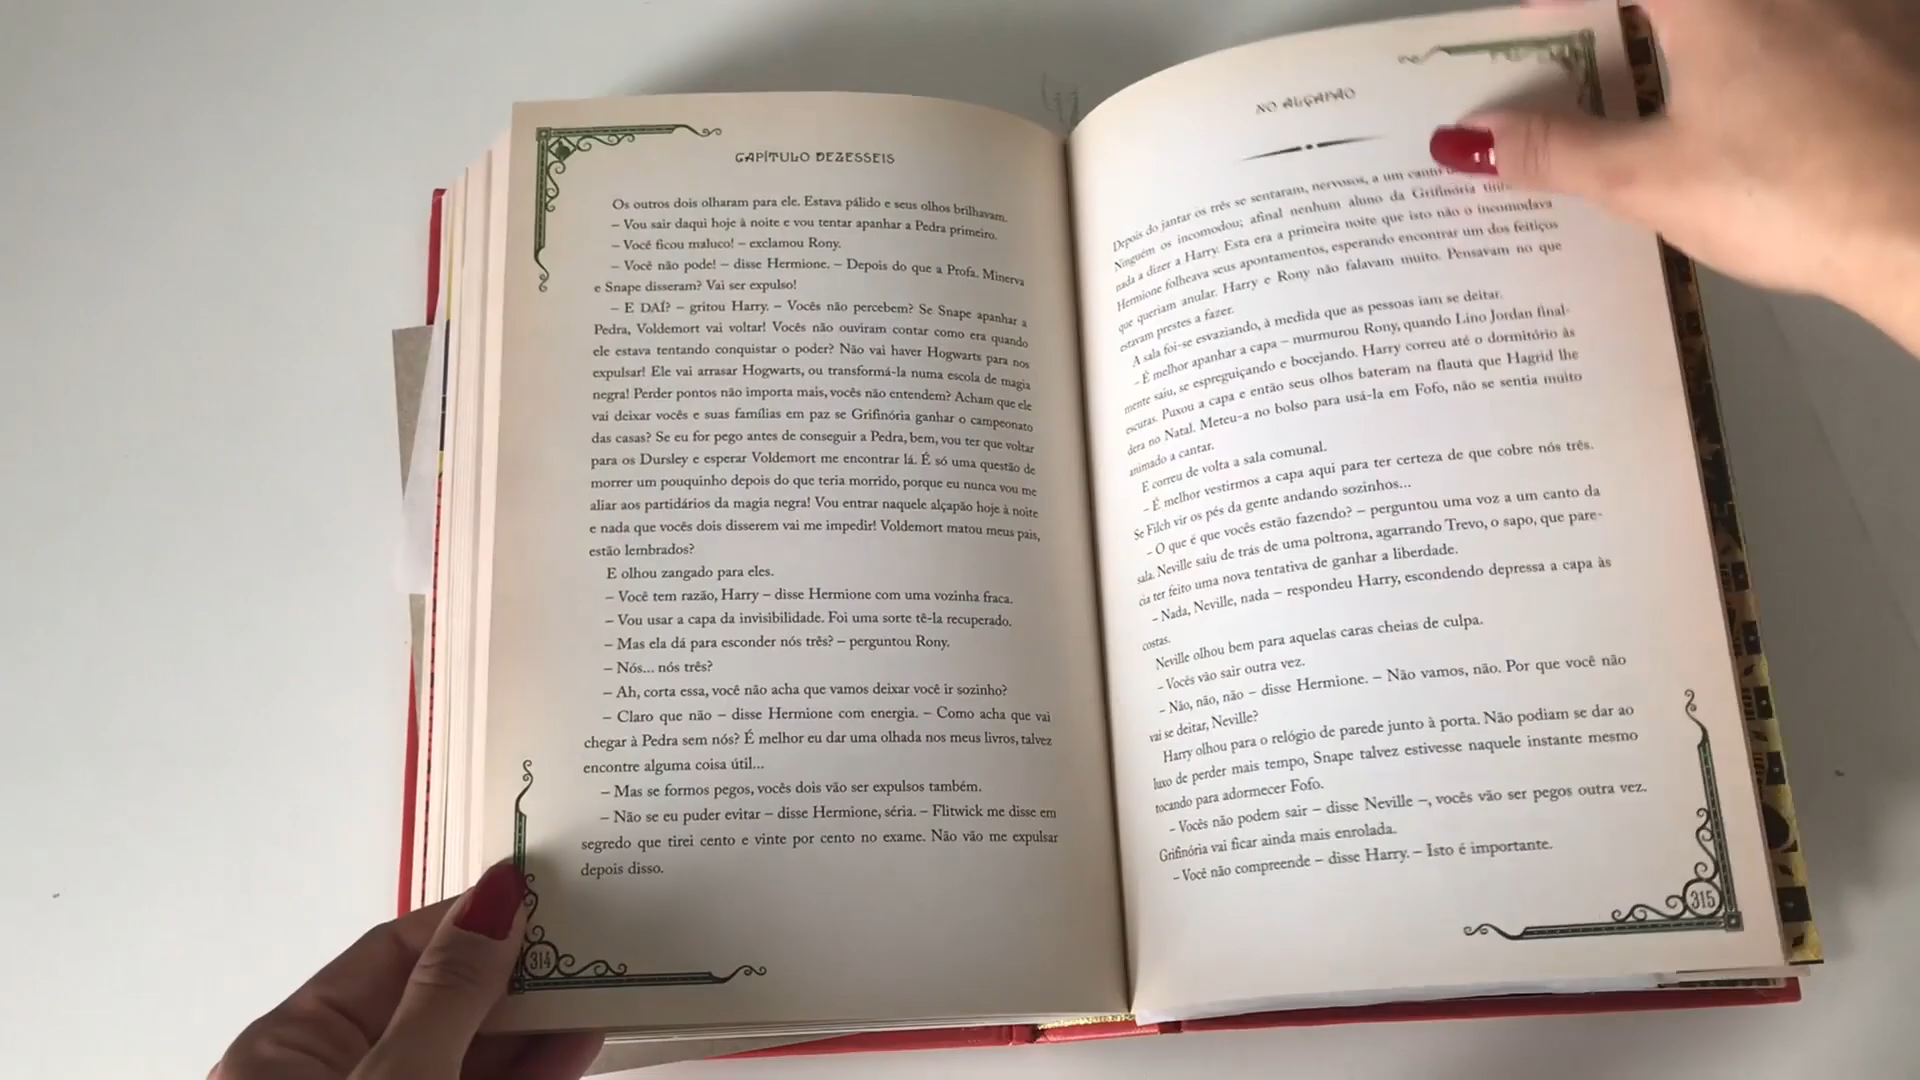 CAPÍTULO DEZESSEIS
Os outros dois olharam para ele. Estava pálido e seus olhos brilhavam.
– Vou sair daqui hoje à noite e vou tentar apanhar a Pedra primeiro.
– Você ficou maluco! – exclamou Rony.
– Você não pode! – disse Hermione. – Depois do que a Profa. Minerva
e Snape disseram? Vai ser expulso!
– E DAÍ? – gritou Harry. – Vocês não percebem? Se Snape apanhar a
Pedra, Voldemort vai voltar! Vocês não ouviram contar como era quando
ele estava tentando conquistar o poder? Não vai haver Hogwarts para nos
expulsar! Ele vai arrasar Hogwarts, ou transformá-la numa escola de magia
negra! Perder pontos não importa mais, vocês não entendem? Acham que ele
vai deixar vocês e suas famílias em paz se Grifinória ganhar o campeonato
das casas? Se eu for pego antes de conseguir a Pedra, bem, vou ter que voltar
para os Dursley e esperar Voldemort me encontrar lá. É só uma questão de
morrer um pouquinho depois do que teria morrido, porque eu nunca vou me
aliar aos partidários da magia negra! Vou entrar naquele alçapão hoje à noite
e nada que vocês dois disserem vai me impedir! Voldemort matou meus pais,
estão lembrados?
E olhou zangado para eles.
– Você tem razão, Harry – disse Hermione com uma vozinha fraca.
– Vou usar a capa da invisibilidade. Foi uma sorte tê-la recuperado.
– Mas ela dá para esconder nós três? – perguntou Rony.
– Nós... nós três?
– Ah, corta essa, você não acha que vamos deixar você ir sozinho?
– Claro que não – disse Hermione com energia. – Como acha que vai
chegar à Pedra sem nós? É melhor eu dar uma olhada nos meus livros, talvez
encontre alguma coisa útil...
– Mas se formos pegos, vocês dois vão ser expulsos também.
– Não se eu puder evitar – disse Hermione, séria. – Flitwick me disse em
segredo que tirei cento e vinte por cento no exame. Não vão me expulsar
depois disso.
314
NO ALÇAPÃO
Depois do jantar os três se sentaram, nervosos, a um canto
Ninguém os incomodou; afinal nenhum aluno da Grifinória
nada a dizer a Harry. Esta era a primeira noite que isto não o incomodava
Hermione folheava seus apontamentos, esperando encontrar um dos feitiços
que queriam anular. Harry e Rony não falavam muito. Pensavam no que
estavam prestes a fazer.
A sala foi-se esvaziando, à medida que as pessoas iam se deitar.
– É melhor apanhar a capa – murmurou Rony, quando Lino Jordan final-
mente saiu, se espreguiçando e bocejando. Harry correu até o dormitório às
escuras. Puxou a capa e então seus olhos bateram na flauta que Hagrid lhe
dera no Natal. Meteu-a no bolso para usá-la em Fofo, não se sentia muito
animado a cantar.
E correu de volta a sala comunal.
– É melhor vestirmos a capa aqui para ter certeza de que cobre nós três.
Se Filch vir os pés da gente andando sozinhos...
– O que é que vocês estão fazendo? – perguntou uma voz a um canto da
sala. Neville saiu de trás de uma poltrona, agarrando Trevo, o sapo, que pare-
cia ter feito uma nova tentativa de ganhar a liberdade.
– Nada, Neville, nada – respondeu Harry, escondendo depressa a capa às
costas.
Neville olhou bem para aquelas caras cheias de culpa.
– Vocês vão sair outra vez.
– Não, não, não – disse Hermione. – Não vamos, não. Por que você não
vai se deitar, Neville?
Harry olhou para o relógio de parede junto à porta. Não podiam se dar ao
luxo de perder mais tempo, Snape talvez estivesse naquele instante mesmo
tocando para adormecer Fofo.
– Vocês não podem sair – disse Neville –, vocês vão ser pegos outra vez.
Grifinória vai ficar ainda mais enrolada.
– Você não compreende – disse Harry. – Isto é importante.
315